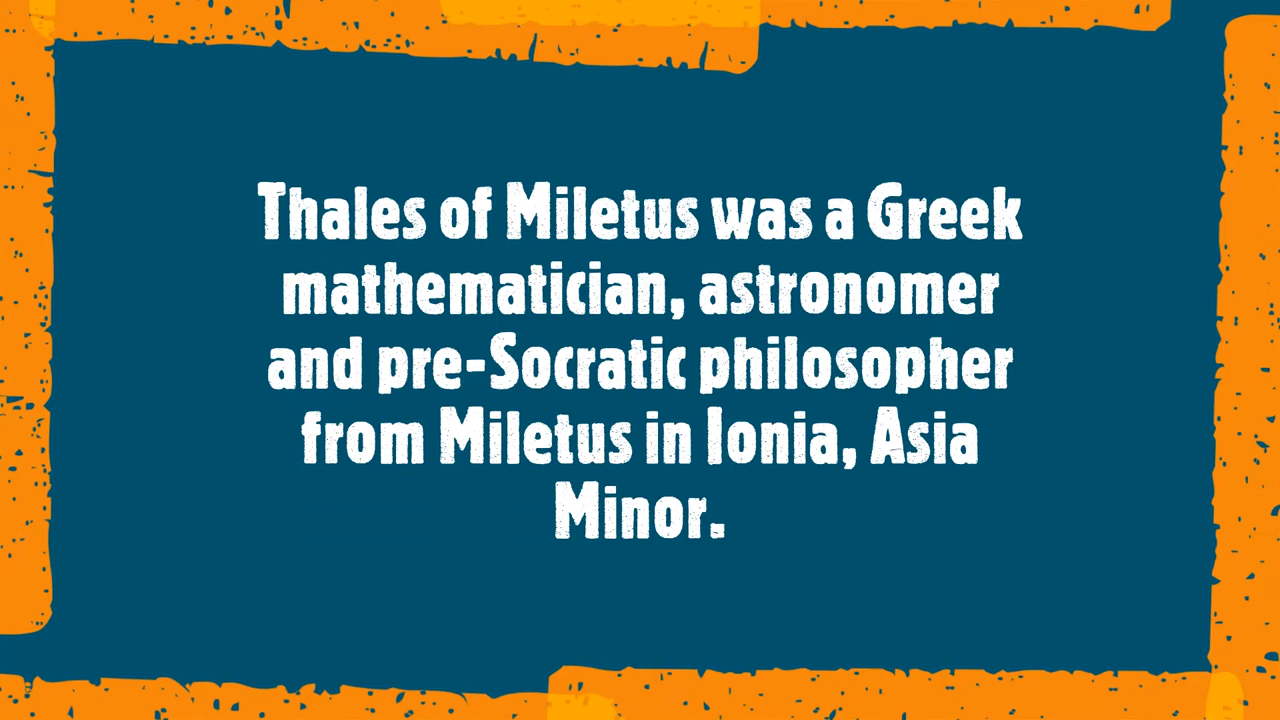 Thales of Miletus was a Greek
mathematician, astronomer
and pre-Socratic philosopher
from Miletus in Ionia, Asia
Minor.